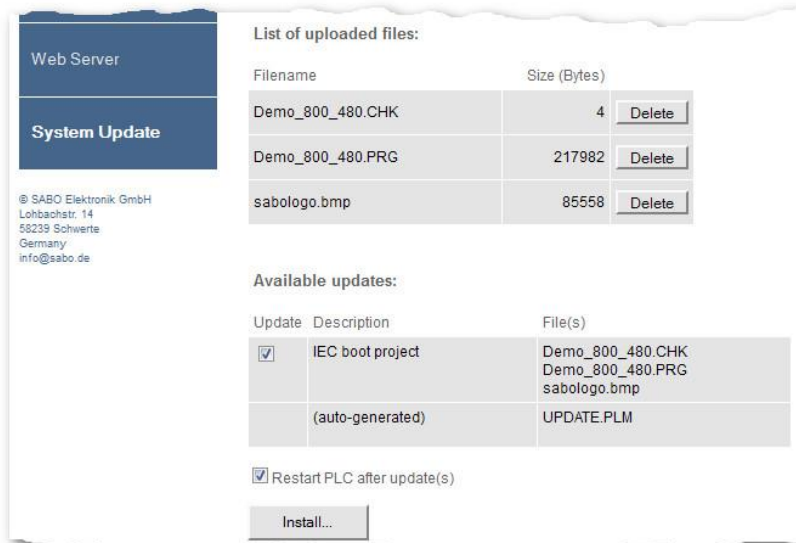 Web Server
System Update
© SABO Elektronik GmbH
Lohbachstr. 14
58239 Schwerte
Germany
info@sabo.de
List of uploaded files:
Filename Size (Bytes)
Demo_800_480.CHK 4 Delete
Demo_800_480.PRG 217982 Delete
sabologo.bmp 85558 Delete
Available updates:
Update Description File(s)
IEC boot project Demo_800_480.CHK
Demo_800_480.PRG
sabologo.bmp
(auto-generated) UPDATE.PLM
Restart PLC after update(s)
Install...